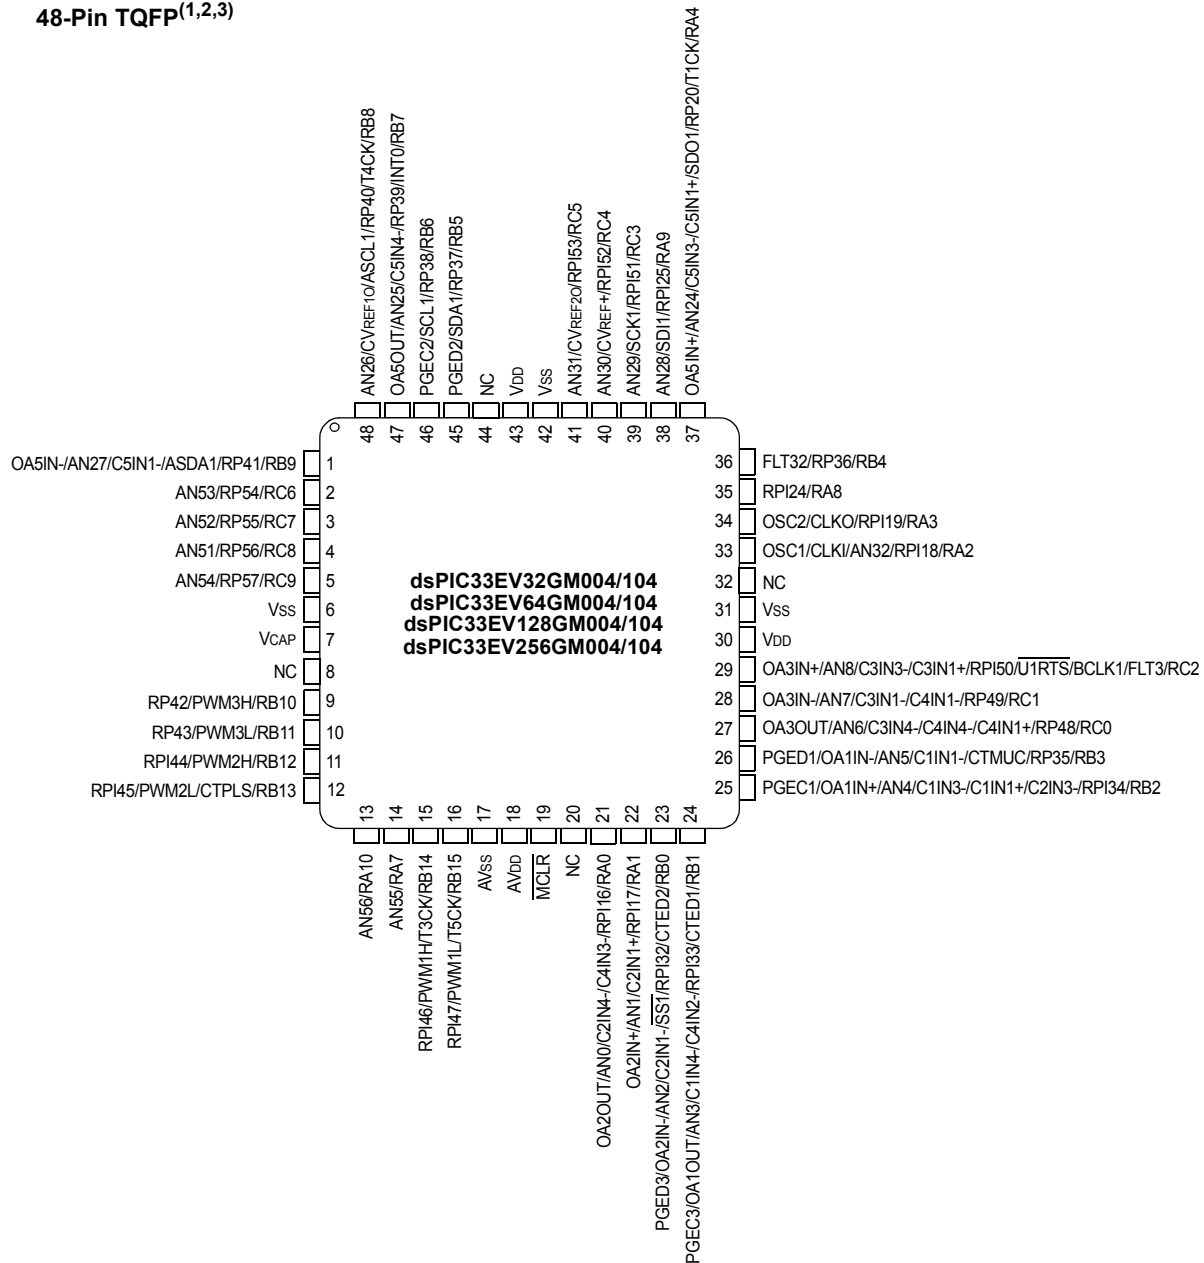 48-Pin TQFP(1,2,3)
AN26/CVREF1O/ASCL1/RP40/T4CK/RB8
OA5OUT/AN25/C5IN4-/RP39/INT0/RB7
PGEC2/SCL1/RP38/RB6
PGED2/SDA1/RP37/RB5
NC
VDD
VSS
AN31/CVREF2O/RPI53/RC5
AN30/CVREF+/RPI52/RC4
AN29/SCK1/RPI51/RC3
AN28/SDI1/RPI25/RA9
OA5IN+/AN24/C5IN3-/C5IN1+/SDO1/RP20/T1CK/RA4
48
47
46
45
44
43
42
41
40
39
38
37
OA5IN-/AN27/C5IN1-/ASDA1/RP41/RB9 1
AN53/RP54/RC6 2
AN52/RP55/RC7 3
AN51/RP56/RC8 4
AN54/RP57/RC9 5
VSS 6
VCAP 7
NC 8
RP42/PWM3H/RB10 9
RP43/PWM3L/RB11 10
RPI44/PWM2H/RB12 11
RPI45/PWM2L/CTPLS/RB13 12
dsPIC33EV32GM004/104
dsPIC33EV64GM004/104
dsPIC33EV128GM004/104
dsPIC33EV256GM004/104
36 FLT32/RP36/RB4
35 RPI24/RA8
34 OSC2/CLKO/RPI19/RA3
33 OSC1/CLKI/AN32/RPI18/RA2
32 NC
31 VSS
30 VDD
29 OA3IN+/AN8/C3IN3-/C3IN1+/RPI50/U1RTS/BCLK1/FLT3/RC2
28 OA3IN-/AN7/C3IN1-/C4IN1-/RP49/RC1
27 OA3OUT/AN6/C3IN4-/C4IN4-/C4IN1+/RP48/RC0
26 PGED1/OA1IN-/AN5/C1IN1-/CTMUC/RP35/RB3
25 PGEC1/OA1IN+/AN4/C1IN3-/C1IN1+/C2IN3-/RPI34/RB2
13
14
15
16
17
18
19
20
21
22
23
24
AN56/RA10
AN55/RA7
RPI46/PWM1H/T3CK/RB14
RPI47/PWM1L/T5CK/RB15
AVSS
AVDD
MCLR
NC
OA2OUT/AN0/C2IN4-/C4IN3-/RPI16/RA0
OA2IN+/AN1/C2IN1+/RPI17/RA1
PGED3/OA2IN-/AN2/C2IN1-/SS1/RPI32/CTED2/RB0
PGEC3/OA1OUT/AN3/C1IN4-/C4IN2-/RPI33/CTED1/RB1